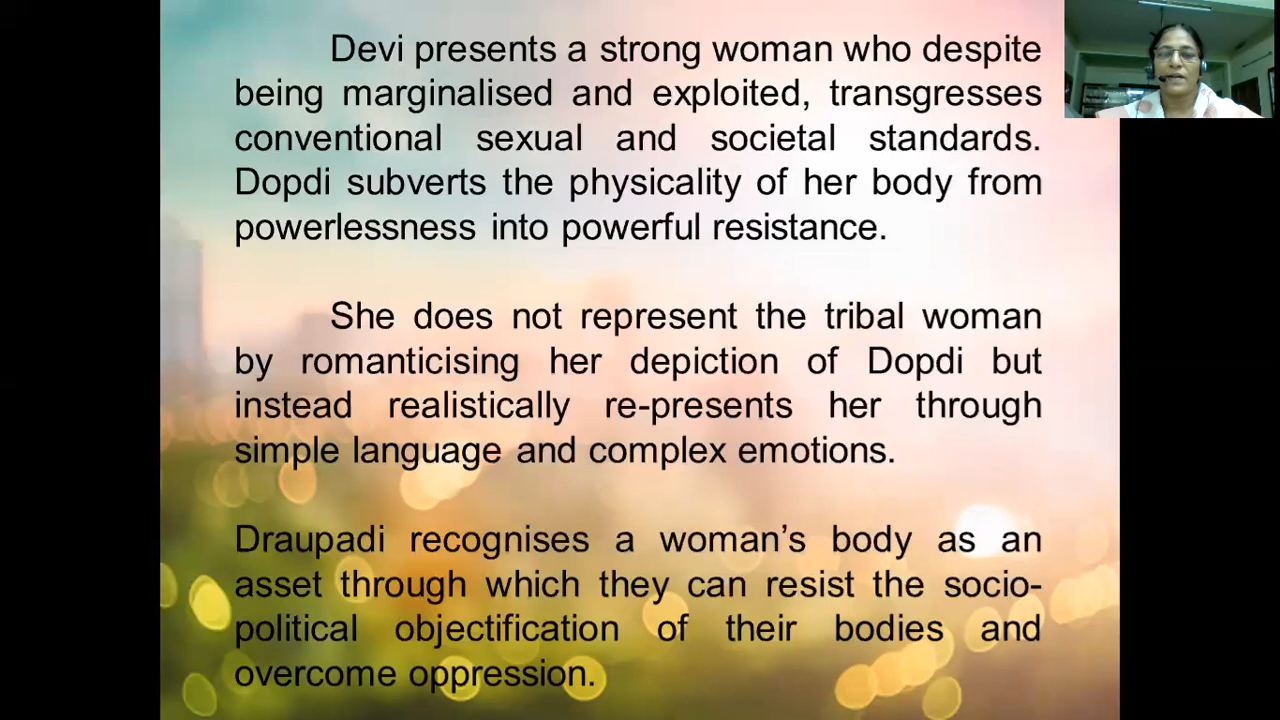 Devi presents a strong woman who despite
being marginalised and exploited, transgresses
conventional sexual and societal standards.
Dopdi subverts the physicality of her body from
powerlessness into powerful resistance.
She does not represent the tribal woman
by romanticising her depiction of Dopdi but
instead realistically re-presents her through
simple language and complex emotions.
Draupadi recognises a woman’s body as an
asset through which they can resist the socio-
political objectification of their bodies and
overcome oppression.